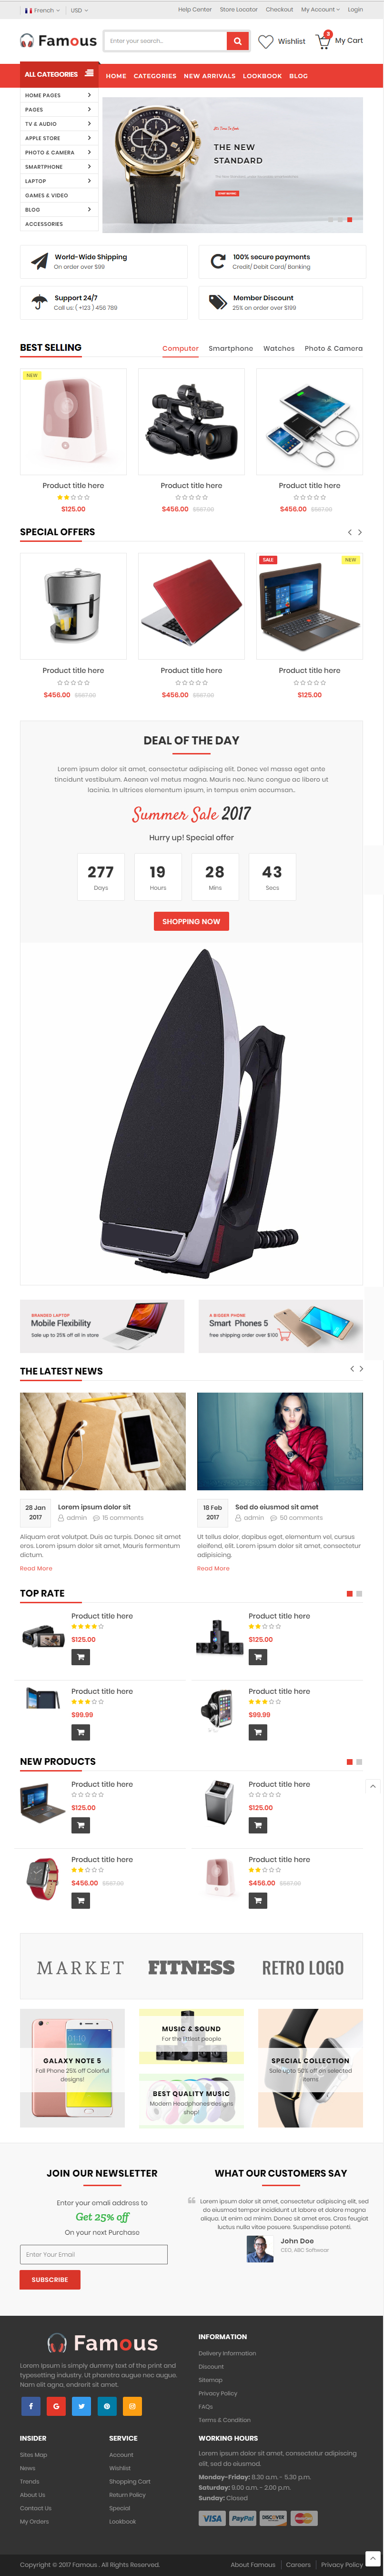 French
USD
Help Center
Store Locator
Checkout
My Account
Login
Famous
Enter your search...
Wishlist
3
My Cart
ALL CATEGORIES
HOME
CATEGORIES
NEW ARRIVALS
LOOKBOOK
BLOG
HOME PAGES
PAGES
TV & AUDIO
APPLE STORE
PHOTO & CAMERA
SMARTPHONE
LAPTOP
GAMES & VIDEO
BLOG
ACCESSORIES
THE NEW
STANDARD
World-Wide Shipping
On order over $99
100% secure payments
Credit/ Debit Card/ Banking
Support 24/7
Call us: ( +123 ) 456 789
Member Discount
25% on order over $199
BEST SELLING
Computer
Smartphone
Watches
Photo & Camera
NEW
Product title here
$125.00
Product title here
$456.00 $587.00
Product title here
$456.00 $587.00
SPECIAL OFFERS
SALE
NEW
Product title here
$456.00 $587.00
Product title here
$456.00 $587.00
Product title here
$125.00
DEAL OF THE DAY
Lorem ipsum dolor sit amet, consectetur adipiscing elit. Donec vel massa eget ante
tincidunt vestibulum. Aenean vel metus magna. Mauris nec. Nunc congue ac libero ut
lacinia. In ultrices elementum ipsum, in tempus enim accumsan..
Summer Sale 2017
Hurry up! Special offer
277
Days
19
Hours
28
Mins
43
Secs
SHOPPING NOW
BRANDED LAPTOP
Mobile Flexibility
Sale up to 25% off all in store
A BIGGER PHONE
Smart Phones 5
free shipping order over $100
THE LATEST NEWS
28 Jan
2017
Lorem ipsum dolor sit
admin
15 comments
Aliquam erat volutpat. Duis ac turpis. Donec sit amet
eros. Lorem ipsum dolor sit amet, Mauris fermentum
dictum.
Read More
18 Feb
2017
Sed do eiusmod sit amet
admin
50 comments
Ut tellus dolor, dapibus eget, elementum vel, cursus
eleifend, elit. Lorem ipsum dolor sit amet, consectetur
adipisicing.
Read More
TOP RATE
Product title here
$125.00
Product title here
$125.00
Product title here
$99.99
Product title here
$99.99
NEW PRODUCTS
Product title here
$125.00
Product title here
$125.00
Product title here
$456.00 $587.00
Product title here
$456.00 $587.00
MARKET
FITNESS
RETRO LOGO
GALAXY NOTE 5
Fall Phone 25% off Colorful
designs!
MUSIC & SOUND
For the littlest people
BEST QUALITY MUSIC
Modern Headphones designs
shop!
SPECIAL COLLECTION
Sale upto 50% off on selected
items
JOIN OUR NEWSLETTER
Enter your email address to
Get 25% off
On your next Purchase
Enter Your Email
SUBSCRIBE
WHAT OUR CUSTOMERS SAY
Lorem ipsum dolor sit amet, consectetur adipiscing elit, sed
do eiusmod tempor incididunt ut labore et dolore magna
aliqua. Ut enim ad minim. Donec sit amet eros. Cras feugiat
luctus nulla vitae posuere. Suspendisse potenti.
John Doe
CEO, ABC Softwear
Famous
Lorem Ipsum is simply dummy text of the print and
typesetting industry. Ut pharetra augue nec augue.
Nam elit agna, endrerit sit amet.
INFORMATION
Delivery Information
Discount
Sitemap
Privacy Policy
FAQs
Terms & Condition
INSIDER
Sites Map
News
Trends
About Us
Contact Us
My Orders
SERVICE
Account
Wishlist
Shopping Cart
Return Policy
Special
Lookbook
WORKING HOURS
Lorem ipsum dolor sit amet, consectetur adipiscing
elit, sed do eiusmod.
Monday-Friday: 8.30 a.m. - 5.30 p.m.
Saturday: 9.00 a.m. - 2.00 p.m.
Sunday: Closed
VISA
PayPal
DISCOVER
Copyright © 2017 Famous . All Rights Reserved.
About Famous
Careers
Privacy Policy